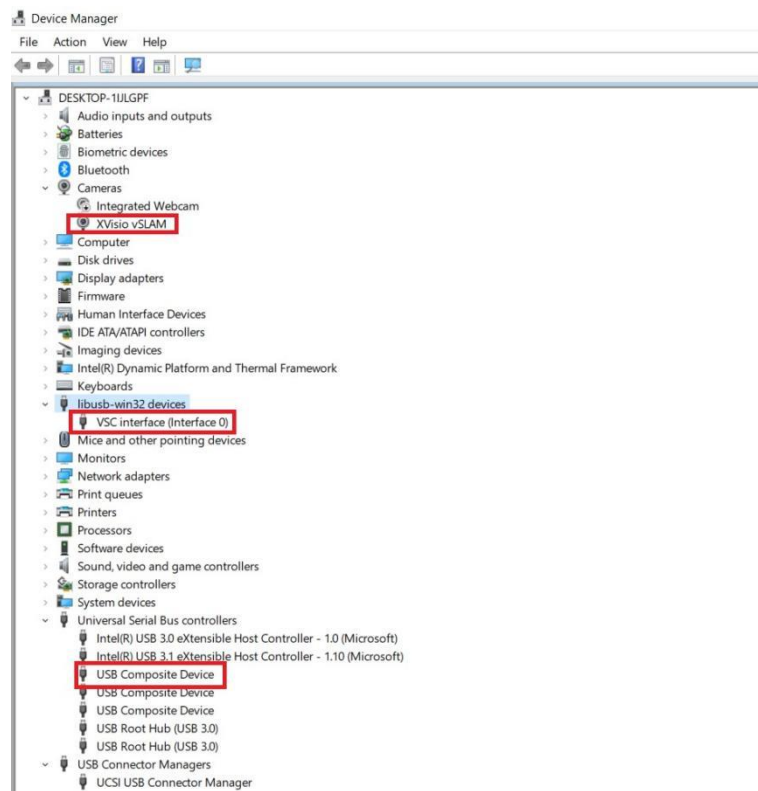 Device Manager
File Action View Help
DESKTOP-1IJLGPF
Audio inputs and outputs
Batteries
Biometric devices
Bluetooth
Cameras
Integrated Webcam
XVisio vSLAM
Computer
Disk drives
Display adapters
Firmware
Human Interface Devices
IDE ATA/ATAPI controllers
Imaging devices
Intel(R) Dynamic Platform and Thermal Framework
Keyboards
libusb-win32 devices
VSC interface (Interface 0)
Mice and other pointing devices
Monitors
Network adapters
Print queues
Printers
Processors
Software devices
Sound, video and game controllers
Storage controllers
System devices
Universal Serial Bus controllers
Intel(R) USB 3.0 eXtensible Host Controller - 1.0 (Microsoft)
Intel(R) USB 3.1 eXtensible Host Controller - 1.10 (Microsoft)
USB Composite Device
USB Composite Device
USB Composite Device
USB Root Hub (USB 3.0)
USB Root Hub (USB 3.0)
USB Connector Managers
UCSI USB Connector Manager